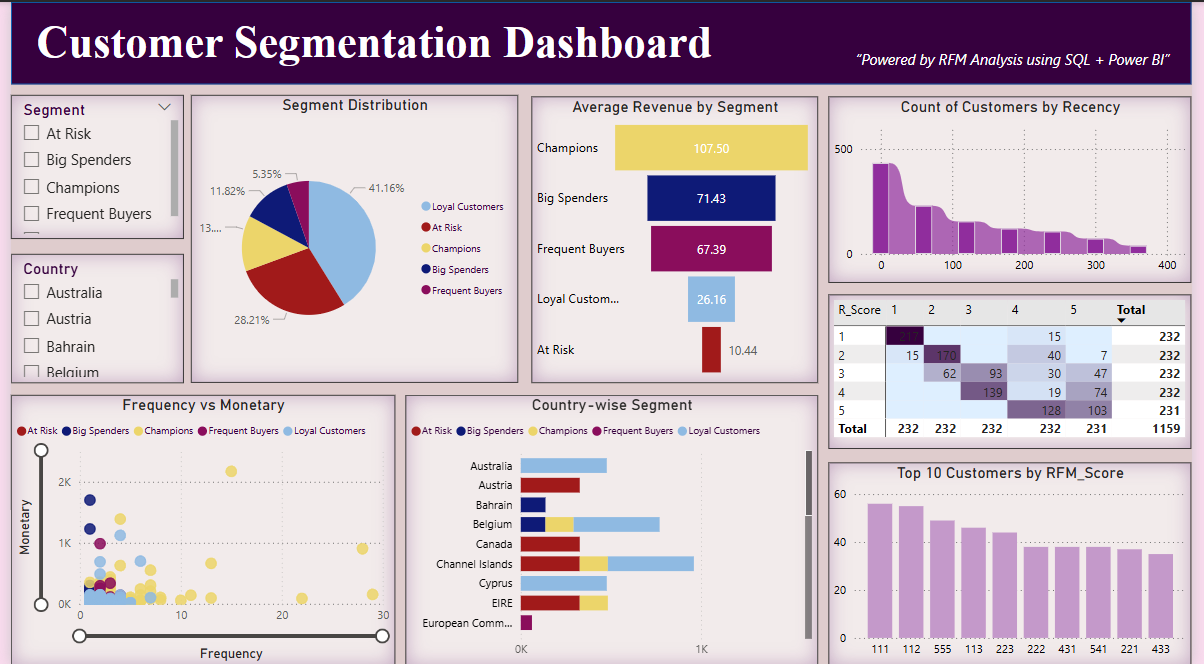 Customer Segmentation Dashboard
“Powered by RFM Analysis using SQL + Power BI”
Segment
At Risk
Big Spenders
Champions
Frequent Buyers
Country
Australia
Austria
Bahrain
Belgium
Segment Distribution
5.35%
11.82%
13....
28.21%
41.16%
Loyal Customers
At Risk
Champions
Big Spenders
Frequent Buyers
Average Revenue by Segment
Champions 107.50
Big Spenders 71.43
Frequent Buyers 67.39
Loyal Custom... 26.16
At Risk 10.44
Count of Customers by Recency
500
0
0 100 200 300 400
R_Score 1 2 3 4 5 Total
1 217 15 232
2 15 170 40 7 232
3 62 93 30 47 232
4 139 19 74 232
5 128 103 231
Total 232 232 232 232 231 1159
Frequency vs Monetary
At Risk Big Spenders Champions Frequent Buyers Loyal Customers
Monetary
2K
1K
0K
0 10 20 30
Frequency
Country-wise Segment
At Risk Big Spenders Champions Frequent Buyers Loyal Customers
Australia
Austria
Bahrain
Belgium
Canada
Channel Islands
Cyprus
EIRE
European Comm...
0K 1K
Top 10 Customers by RFM_Score
60
40
20
0
111 112 555 113 223 222 431 541 221 433